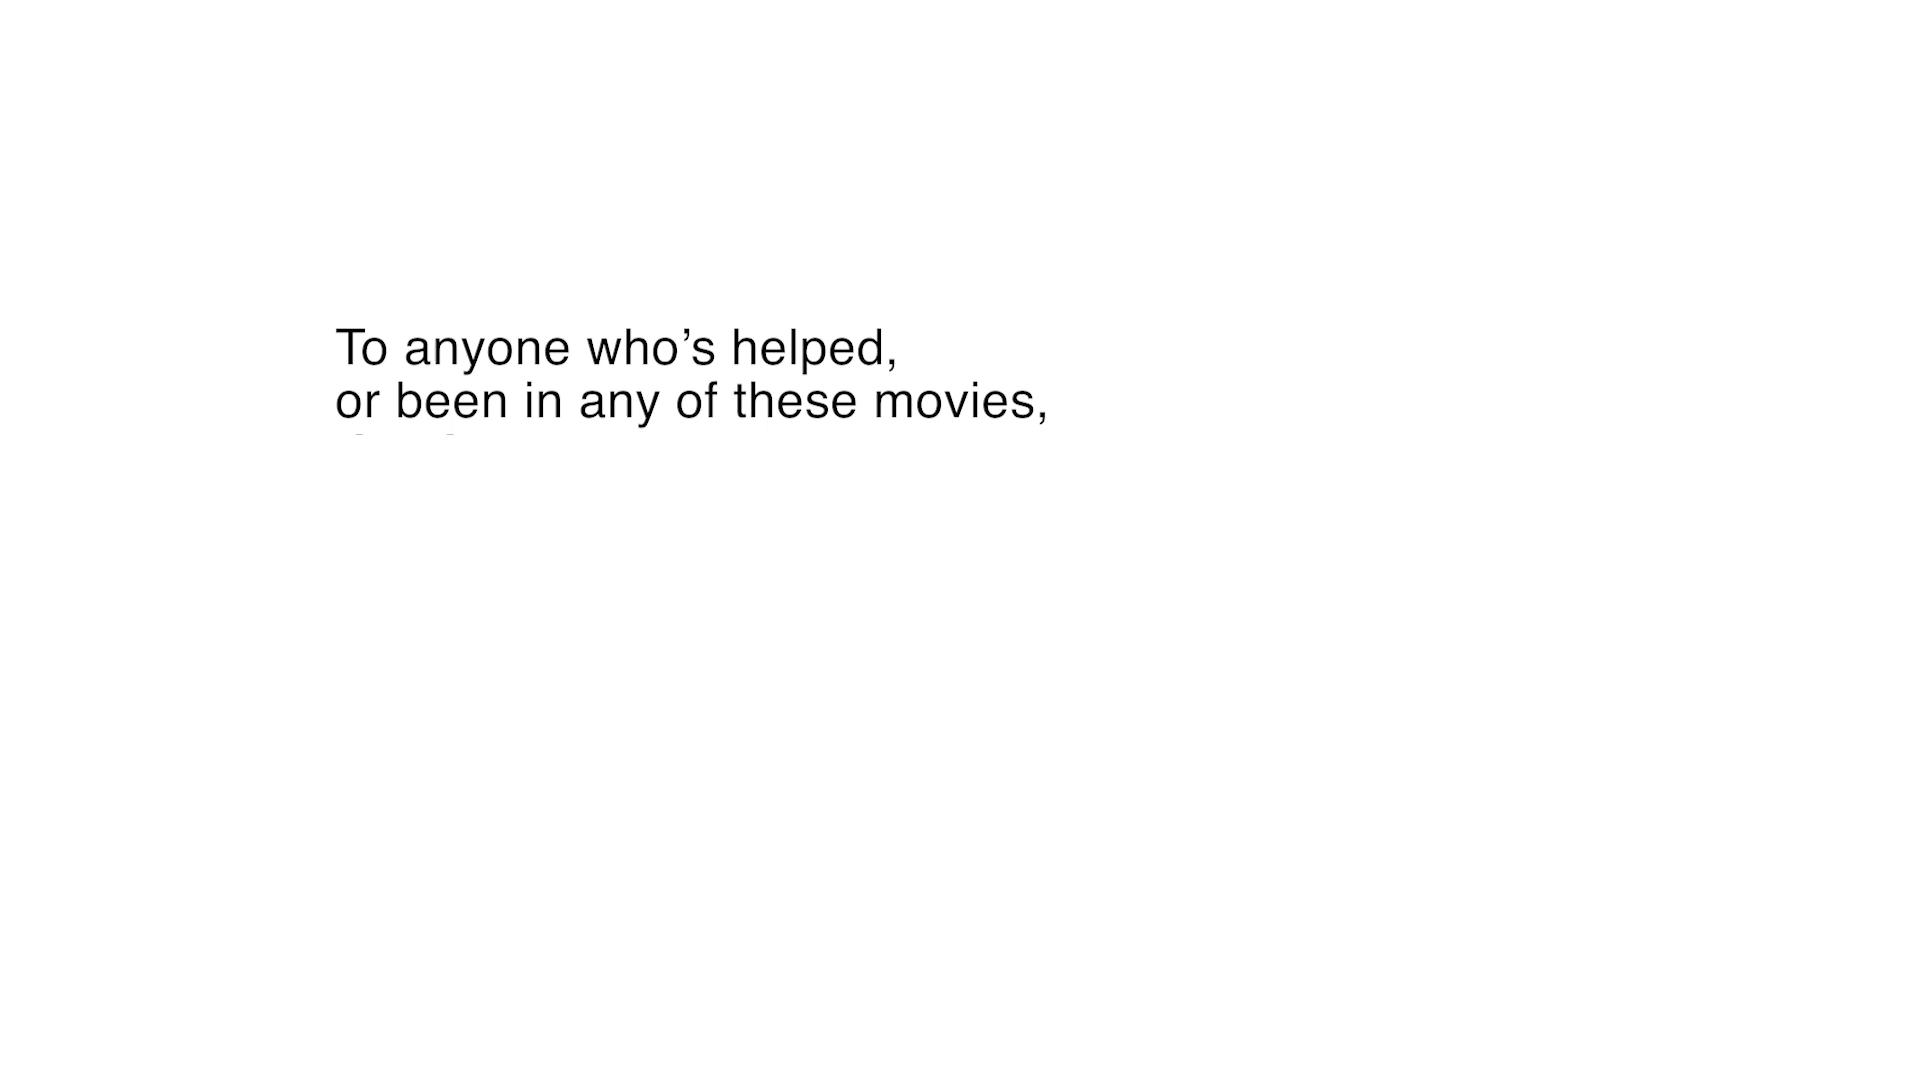 To anyone who’s helped,
or been in any of these movies,